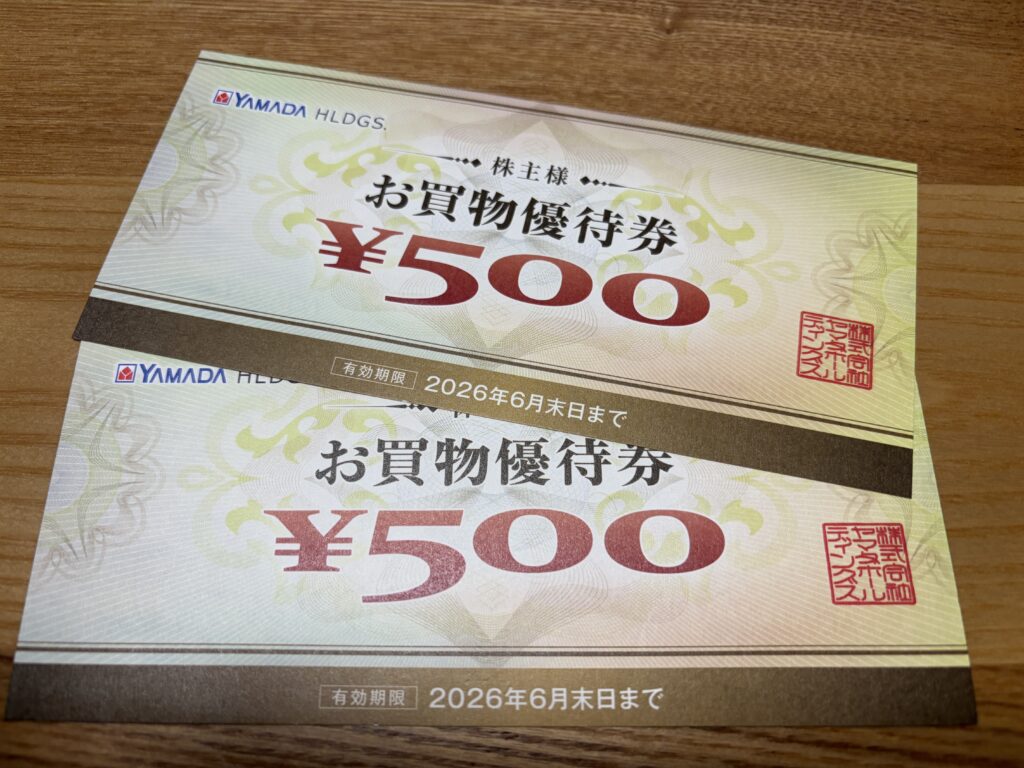 YAMADA HLDGS.
株主様
お買物優待券
¥500
株式会社
ヤマダホール
ディングス
有効期限 2026年6月末日まで
YAMADA HLDGS
お買物優待券
¥500
株式会社
ヤマダホール
ディングス
有効期限 2026年6月末日まで